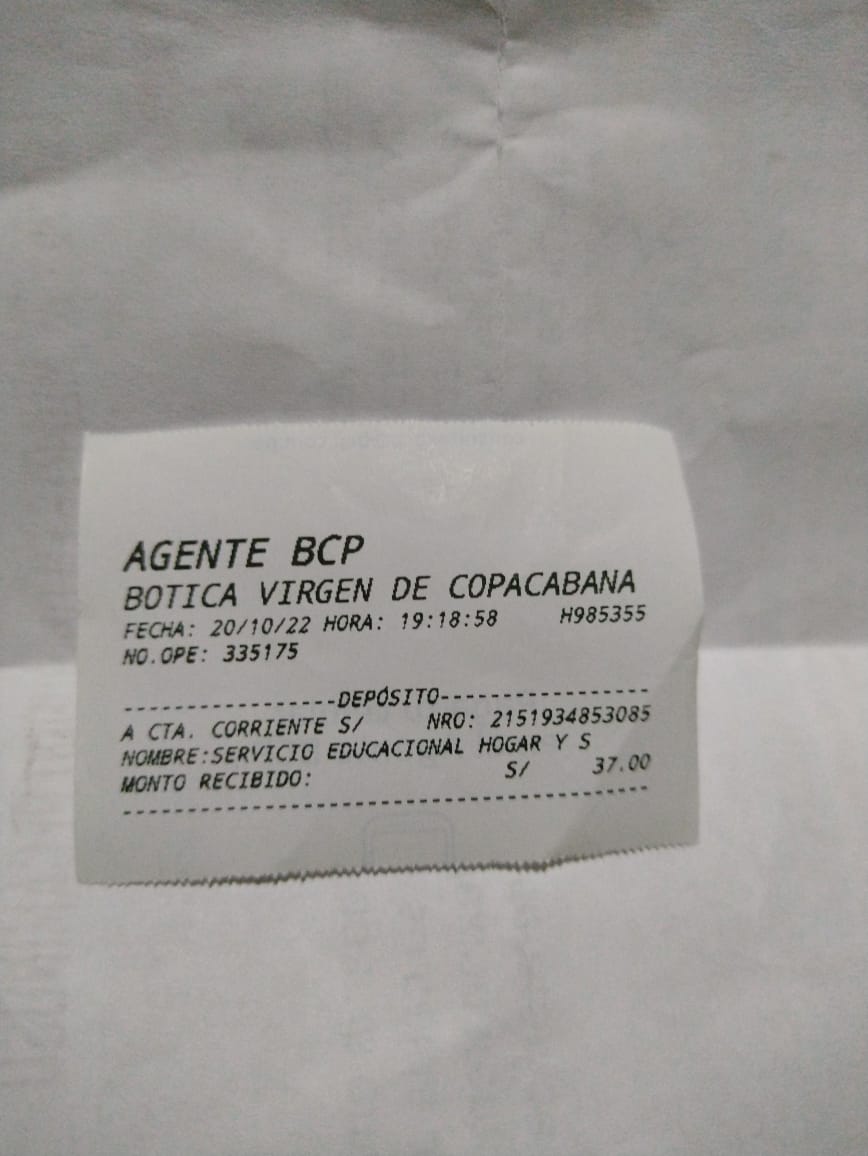 AGENTE BCP
BOTICA VIRGEN DE COPACABANA
FECHA: 20/10/22 HORA: 19:18:58 H985355
NO.OPE: 335175
-----------------DEPÓSITO-----------------
A CTA. CORRIENTE S/ NRO: 2151934853085
NOMBRE:SERVICIO EDUCACIONAL HOGAR Y S
MONTO RECIBIDO: S/ 37.00
------------------------------------------